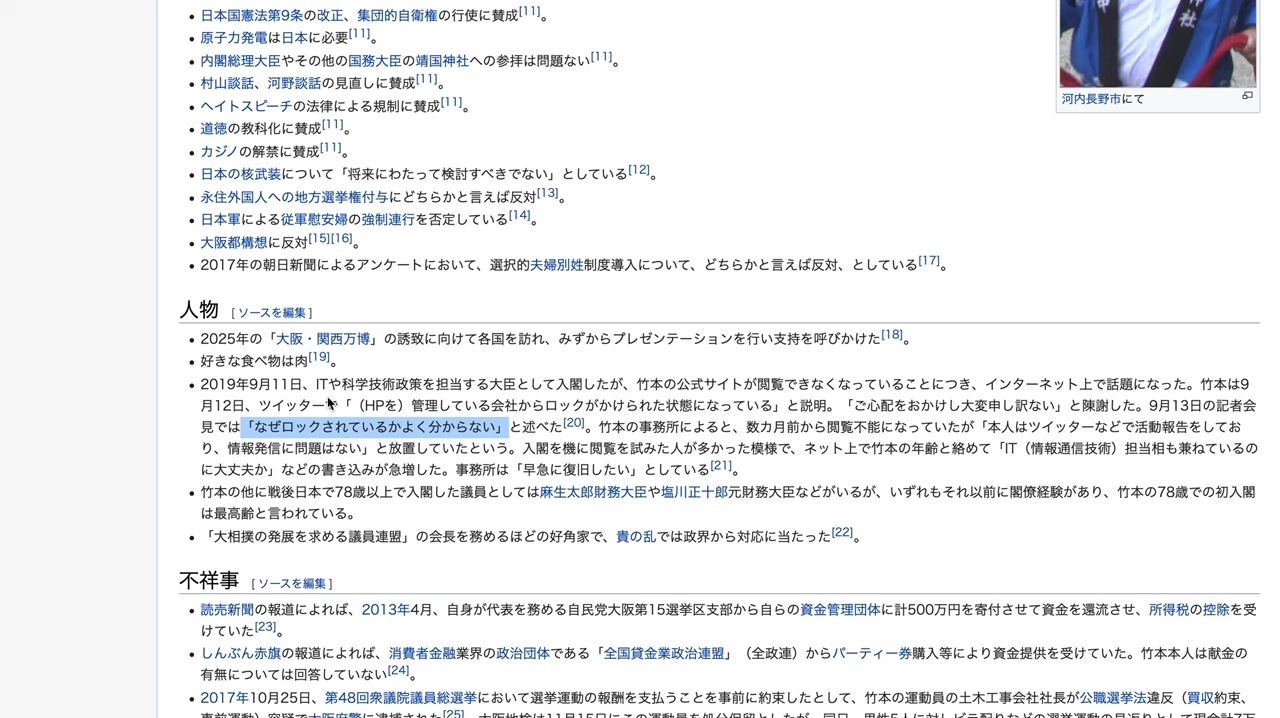 日本国憲法第9条の改正、集団的自衛権の行使に賛成[11]。
神社
原子力発電は日本に必要[11]。
内閣総理大臣やその他の国務大臣の靖国神社への参拝は問題ない[11]。
村山談話、河野談話の見直しに賛成[11]。
河内長野市にて
ヘイトスピーチの法律による規制に賛成[11]。
道徳の教科化に賛成[11]。
カジノの解禁に賛成[11]。
日本の核武装について「将来にわたって検討すべきでない」としている[12]。
永住外国人への地方選挙権付与にどちらかと言えば反対[13]。
日本軍による従軍慰安婦の強制連行を否定している[14]。
大阪都構想に反対[15][16]。
2017年の朝日新聞によるアンケートにおいて、選択的夫婦別姓制度導入について、どちらかと言えば反対、としている[17]。
人物 [ ソースを編集 ]
2025年の「大阪・関西万博」の誘致に向けて各国を訪れ、みずからプレゼンテーションを行い支持を呼びかけた[18]。
好きな食べ物は肉[19]。
2019年9月11日、ITや科学技術政策を担当する大臣として入閣したが、竹本の公式サイトが閲覧できなくなっていることにつき、インターネット上で話題になった。竹本は9
月12日、ツイッターで「（HPを）管理している会社からロックがかけられた状態になっている」と説明。「ご心配をおかけし大変申し訳ない」と陳謝した。9月13日の記者会
見では「なぜロックされているかよく分からない」と述べた[20]。竹本の事務所によると、数カ月前から閲覧不能になっていたが「本人はツイッターなどで活動報告をしてお
り、情報発信に問題はない」と放置していたという。入閣を機に閲覧を試みた人が多かった模様で、ネット上で竹本の年齢と絡めて「IT（情報通信技術）担当相も兼ねているの
に大丈夫か」などの書き込みが急増した。事務所は「早急に復旧したい」としている[21]。
竹本の他に戦後日本で78歳以上で入閣した議員としては麻生太郎財務大臣や塩川正十郎元財務大臣などがいるが、いずれもそれ以前に閣僚経験があり、竹本の78歳での初入閣
は最高齢と言われている。
「大相撲の発展を求める議員連盟」の会長を務めるほどの好角家で、貴の乱では政界から対応に当たった[22]。
不祥事 [ ソースを編集 ]
読売新聞の報道によれば、2013年4月、自身が代表を務める自民党大阪第15選挙区支部から自らの資金管理団体に計500万円を寄付させて資金を還流させ、所得税の控除を受
けていた[23]。
しんぶん赤旗の報道によれば、消費者金融業界の政治団体である「全国貸金業政治連盟」（全政連）からパーティー券購入等により資金提供を受けていた。竹本本人は献金の
有無については回答していない[24]。
2017年10月25日、第48回衆議院議員総選挙において選挙運動の報酬を支払うことを事前に約束したとして、竹本の運動員の土木工事会社社長が公職選挙法違反（買収約束、